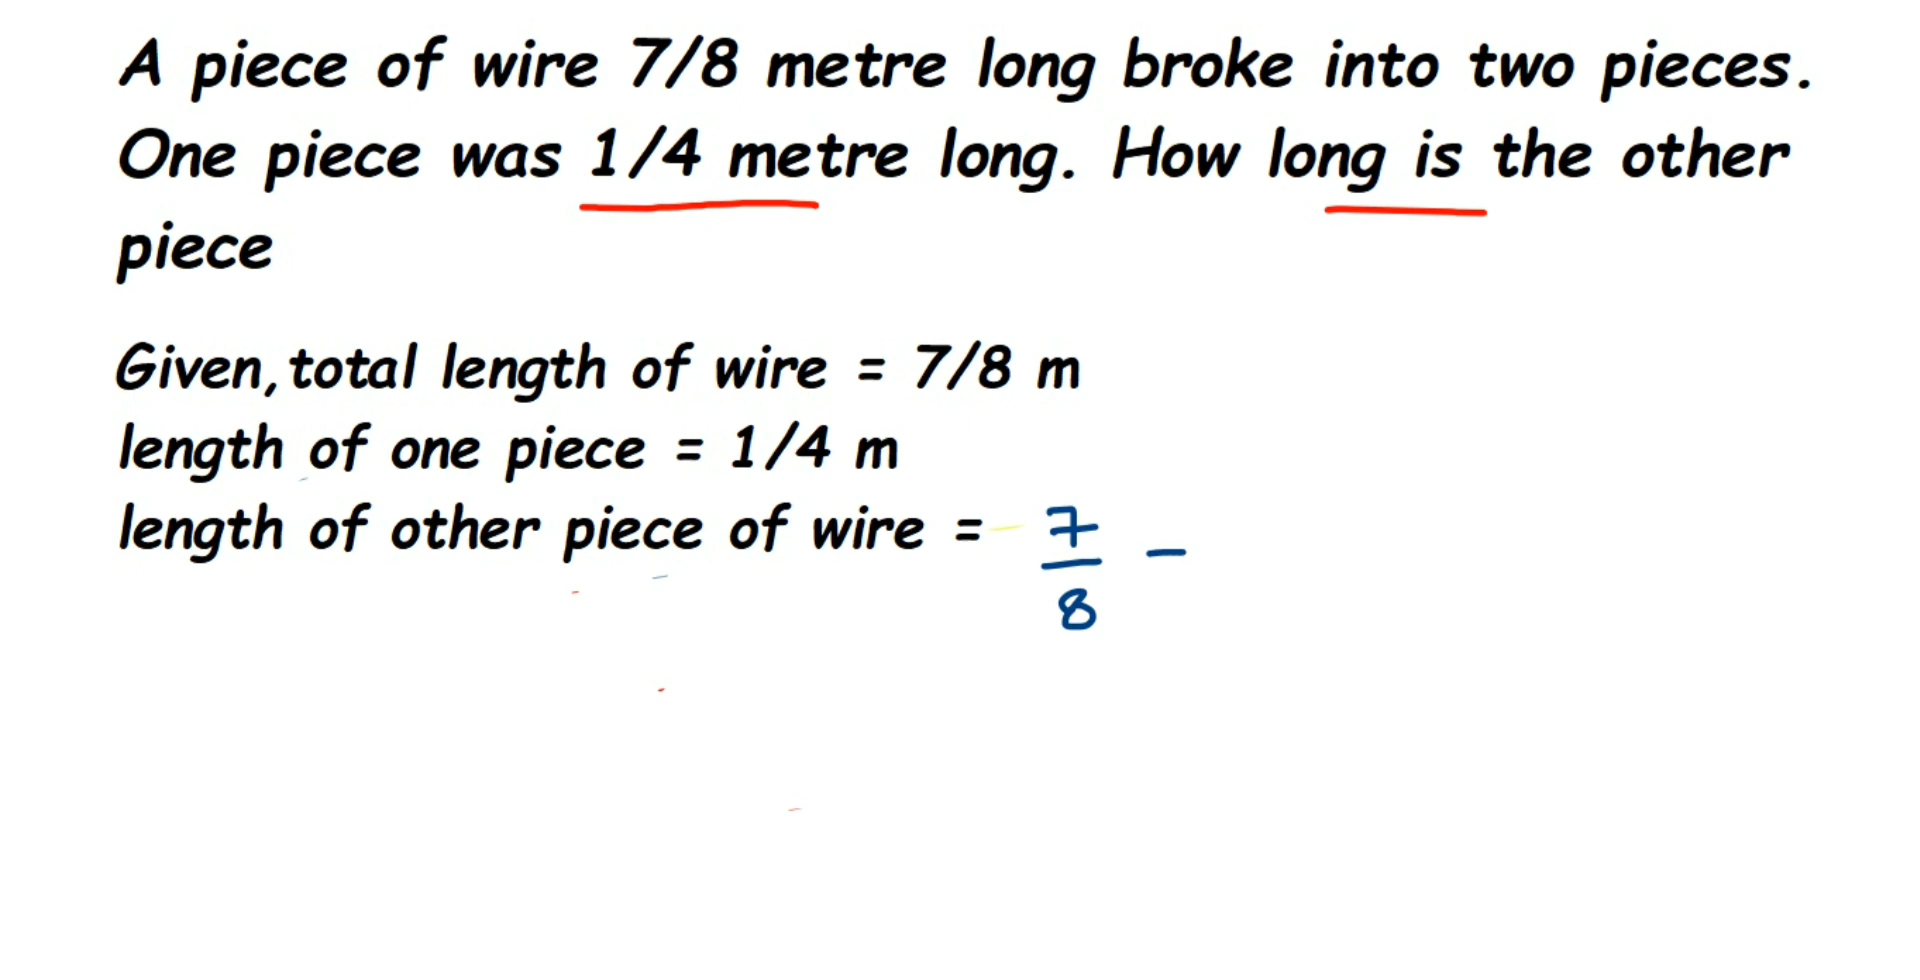 A piece of wire 7/8 metre long broke into two pieces.
One piece was 1/4 metre long. How long is the other
piece
Given, total length of wire = 7/8 m
length of one piece = 1/4 m
length of other piece of wire = 7/8 −